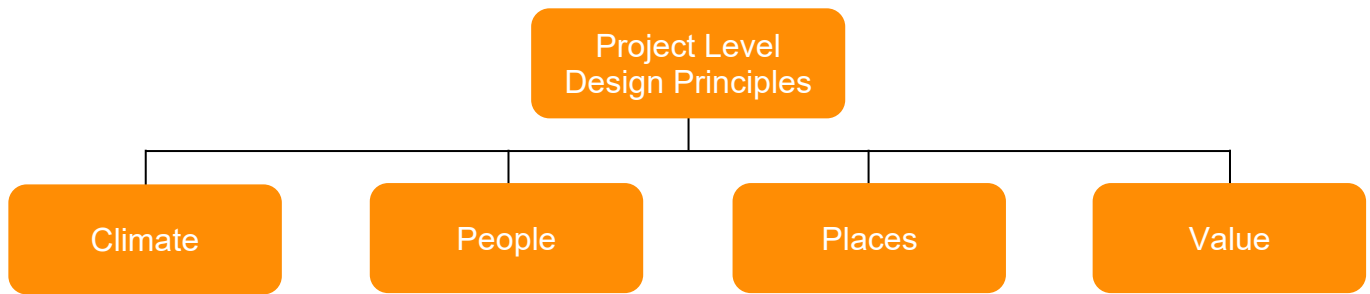 Project Level
Design Principles
Climate
People
Places
Value